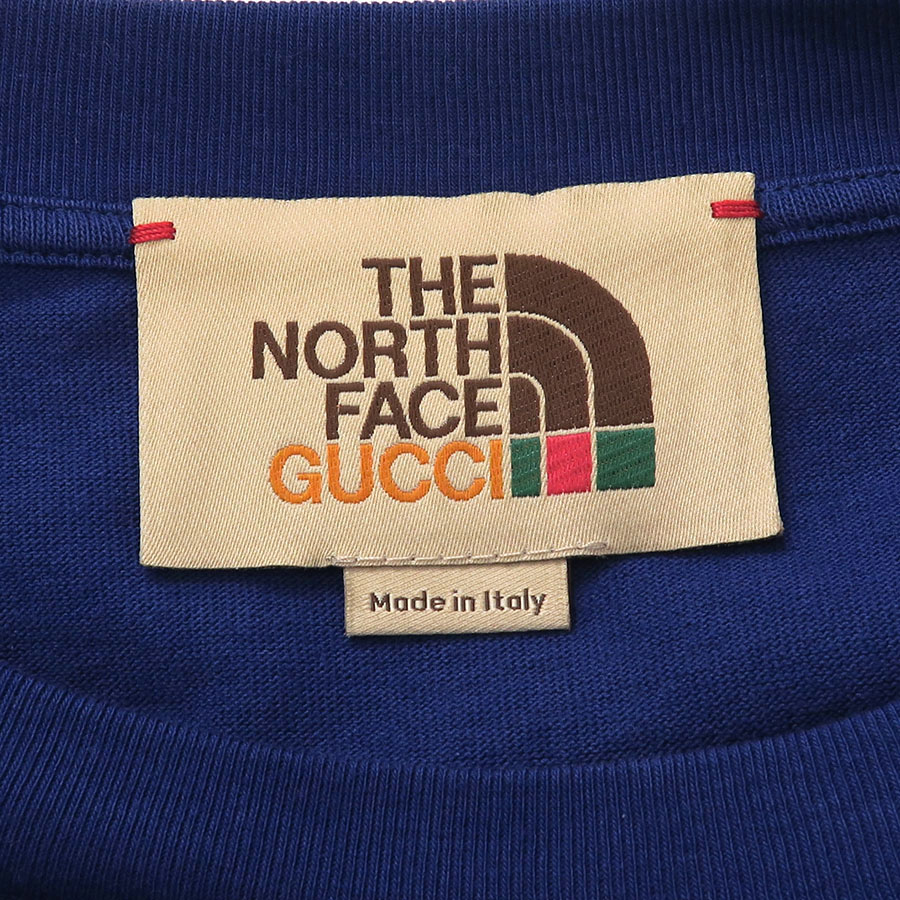 THE
NORTH
FACE
GUCCI
Made in Italy